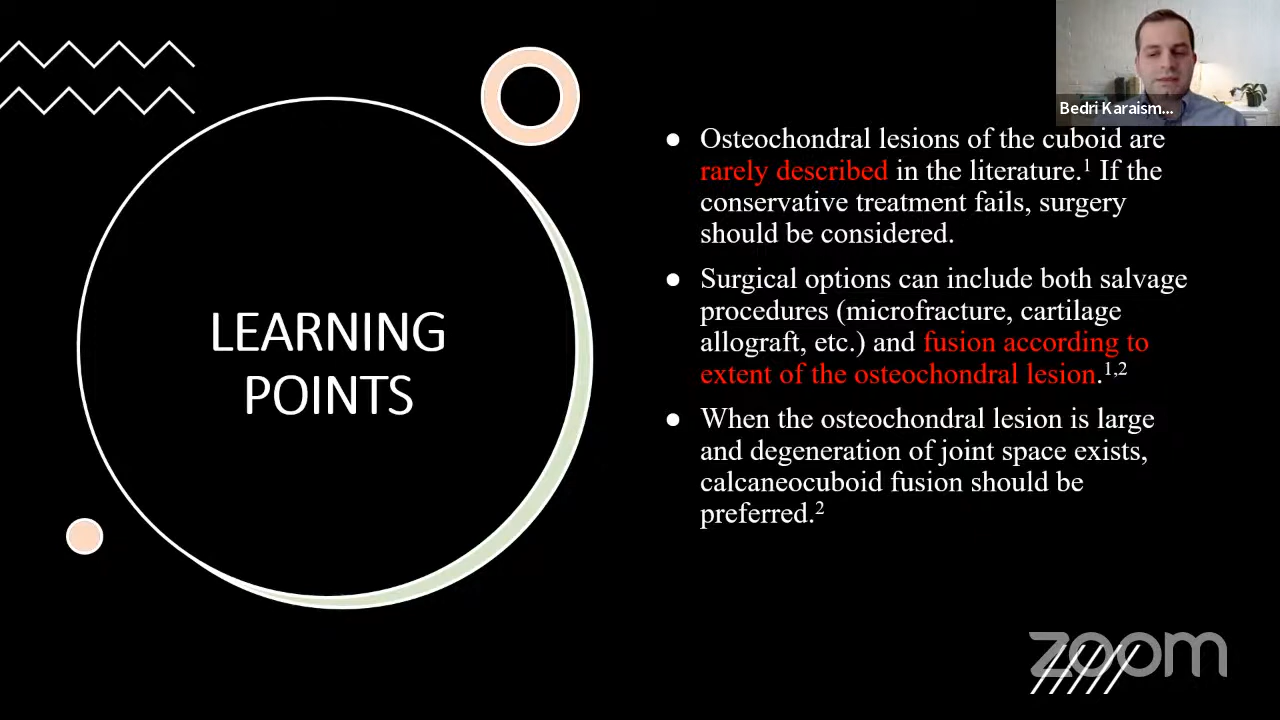 Bedri Karaism...
LEARNING
POINTS
● Osteochondral lesions of the cuboid are
rarely described in the literature.¹ If the
conservative treatment fails, surgery
should be considered.
● Surgical options can include both salvage
procedures (microfracture, cartilage
allograft, etc.) and fusion according to
extent of the osteochondral lesion.¹,²
● When the osteochondral lesion is large
and degeneration of joint space exists,
calcaneocuboid fusion should be
preferred.²
zoom